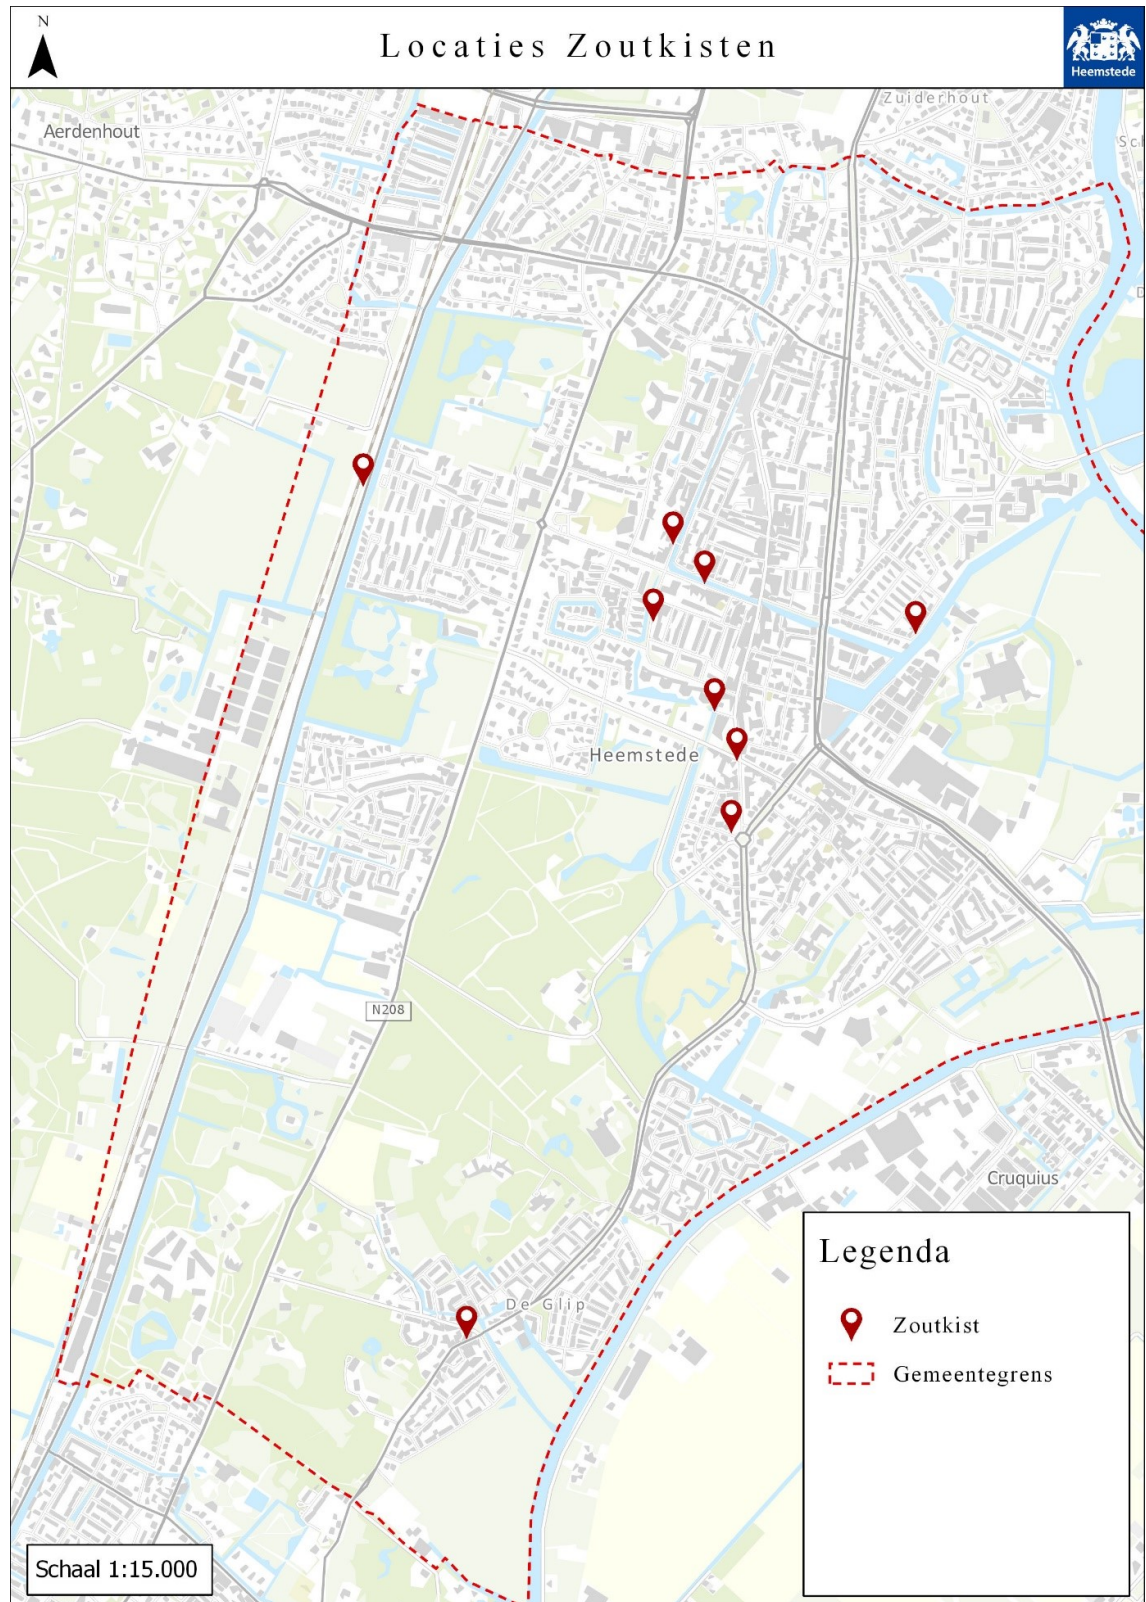 N
Locaties Zoutkisten
Heemstede
Zuiderhout
Aerdenhout
Heemstede
N208
Cruquius
De Glip
Legenda
Zoutkist
Gemeentegrens
Schaal 1:15.000